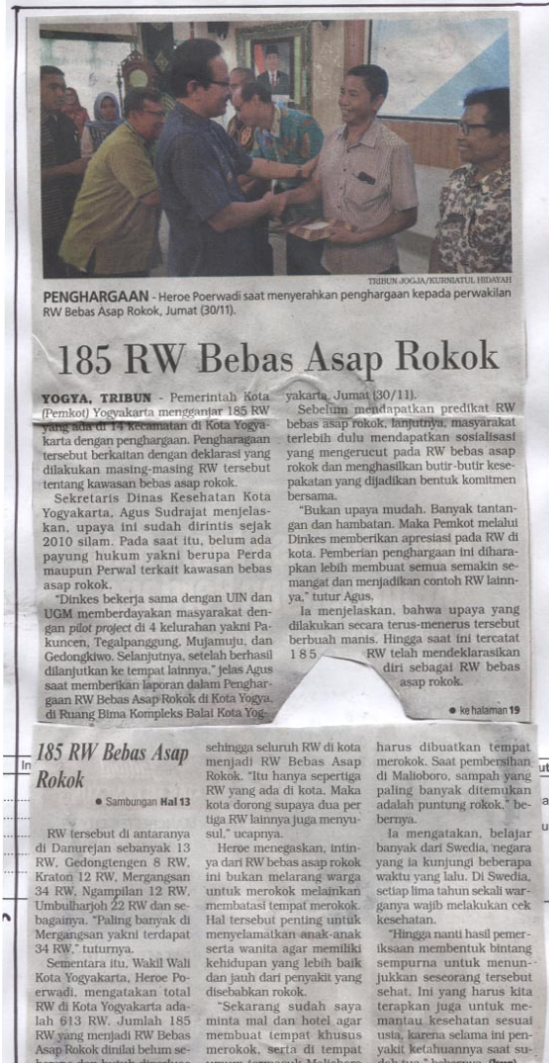 TRIBUN JOGJA/KURNIATUL HIDAYAH
PENGHARGAAN - Heroe Poerwadi saat menyerahkan penghargaan kepada perwakilan
RW Bebas Asap Rokok, Jumat (30/11).
185 RW Bebas Asap Rokok
YOGYA, TRIBUN - Pemerintah Kota
(Pemkot) Yogyakarta mengganjar 185 RW
yang ada di 14 kecamatan di Kota Yogya-
karta dengan penghargaan. Pengharagaan
tersebut berkaitan dengan deklarasi yang
dilakukan masing-masing RW tersebut
tentang kawasan bebas asap rokok.
Sekretaris Dinas Kesehatan Kota
Yogyakarta, Agus Sudrajat menjelas-
kan, upaya ini sudah dirintis sejak
2010 silam. Pada saat itu, belum ada
payung hukum yakni berupa Perda
maupun Perwal terkait kawasan bebas
asap rokok.
"Dinkes bekerja sama dengan UIN dan
UGM memberdayakan masyarakat den-
gan pilot project di 4 kelurahan yakni Pa-
kuncen, Tegalpanggung, Mujamuju, dan
Gedongkiwo. Selanjutnya, setelah berhasil
dilanjutkan ke tempat lainnya," jelas Agus
saat memberikan laporan dalam Penghar-
gaan RW Bebas Asap Rokok di Kota Yogya,
di Ruang Bima Kompleks Balai Kota Yog-
yakarta, Jumat (30/11).
Sebelum mendapatkan predikat RW
bebas asap rokok, lanjutnya, masyarakat
terlebih dulu mendapatkan sosialisasi
yang mengerucut pada RW bebas asap
rokok dan menghasilkan butir-butir kese-
pakatan yang dijadikan bentuk komitmen
bersama.
"Bukan upaya mudah. Banyak tantan-
gan dan hambatan. Maka Pemkot melalui
Dinkes memberikan apresiasi pada RW di
kota. Pemberian penghargaan ini dihara-
pkan lebih membuat semua semakin se-
mangat dan menjadikan contoh RW lainn-
ya," tutur Agus.
Ia menjelaskan, bahwa upaya yang
dilakukan secara terus-menerus tersebut
berbuah manis. Hingga saat ini tercatat
185 RW telah mendeklarasikan
diri sebagai RW bebas
asap rokok.
● ke halaman 19
185 RW Bebas Asap
Rokok
● Sambungan Hal 13
RW tersebut di antaranya
di Danurejan sebanyak 13
RW, Gedongtengen 8 RW,
Kraton 12 RW, Mergangsan
34 RW, Ngampilan 12 RW,
Umbulharjoh 22 RW dan se-
bagainya. "Paling banyak di
Mergangsan yakni terdapat
34 RW," tuturnya.
Sementara itu, Wakil Wali
Kota Yogyakarta, Heroe Po-
erwadi, mengatakan total
RW di Kota Yogyakarta ada-
lah 613 RW. Jumlah 185
RW yang menjadi RW Bebas
Asap Rokok dinilai belum se-
sehingga seluruh RW di kota
menjadi RW Bebas Asap
Rokok. "Itu hanya sepertiga
RW yang ada di kota. Maka
kota dorong supaya dua per
tiga RW lainnya juga menyu-
sul," ucapnya.
Heroe menegaskan, intin-
ya dari RW bebas asap rokok
ini bukan melarang warga
untuk merokok melainkan
membatasi tempat merokok.
Hal tersebut penting untuk
menyelamatkan anak-anak
serta wanita agar memiliki
kehidupan yang lebih baik
dan jauh dari penyakit yang
disebabkan rokok.
"Sekarang sudah saya
minta mal dan hotel agar
membuat tempat khusus
merokok, serta di tempat
harus dibuatkan tempat
merokok. Saat pembersihan
di Malioboro, sampah yang
paling banyak ditemukan
adalah puntung rokok," be-
bernya.
Ia mengatakan, belajar
banyak dari Swedia, negara
yang ia kunjungi beberapa
waktu yang lalu. Di Swedia,
setiap lima tahun sekali war-
ganya wajib melakukan cek
kesehatan.
"Hingga nanti hasil pemer-
iksaan membentuk bintang
sempurna untuk menun-
jukkan seseorang tersebut
sehat. Ini yang harus kita
terapkan juga untuk me-
mantau kesehatan sesuai
usia, karena selama ini pen-
yakit ketahuannya saat su-